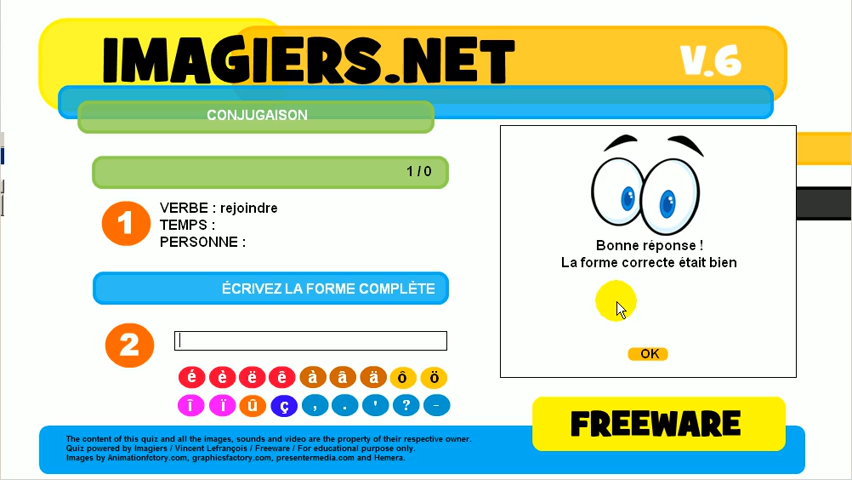 IMAGIERS.NET
V.6
CONJUGAISON
1 / 0
1
VERBE : rejoindre
TEMPS :
PERSONNE :
ÉCRIVEZ LA FORME COMPLÈTE
2
é è ë ê à â ä ô ö
î ï û ç , . ' ? -
Bonne réponse !
La forme correcte était bien
OK
FREEWARE
The content of this quiz and all the images, sounds and video are the property of their respective owner.
Quiz powered by Imagiers / Vincent Lefrançois / Freeware / For educational purpose only.
Images by Animationfctory.com, graphicsfactory.com, presentermedia.com and Hemera.